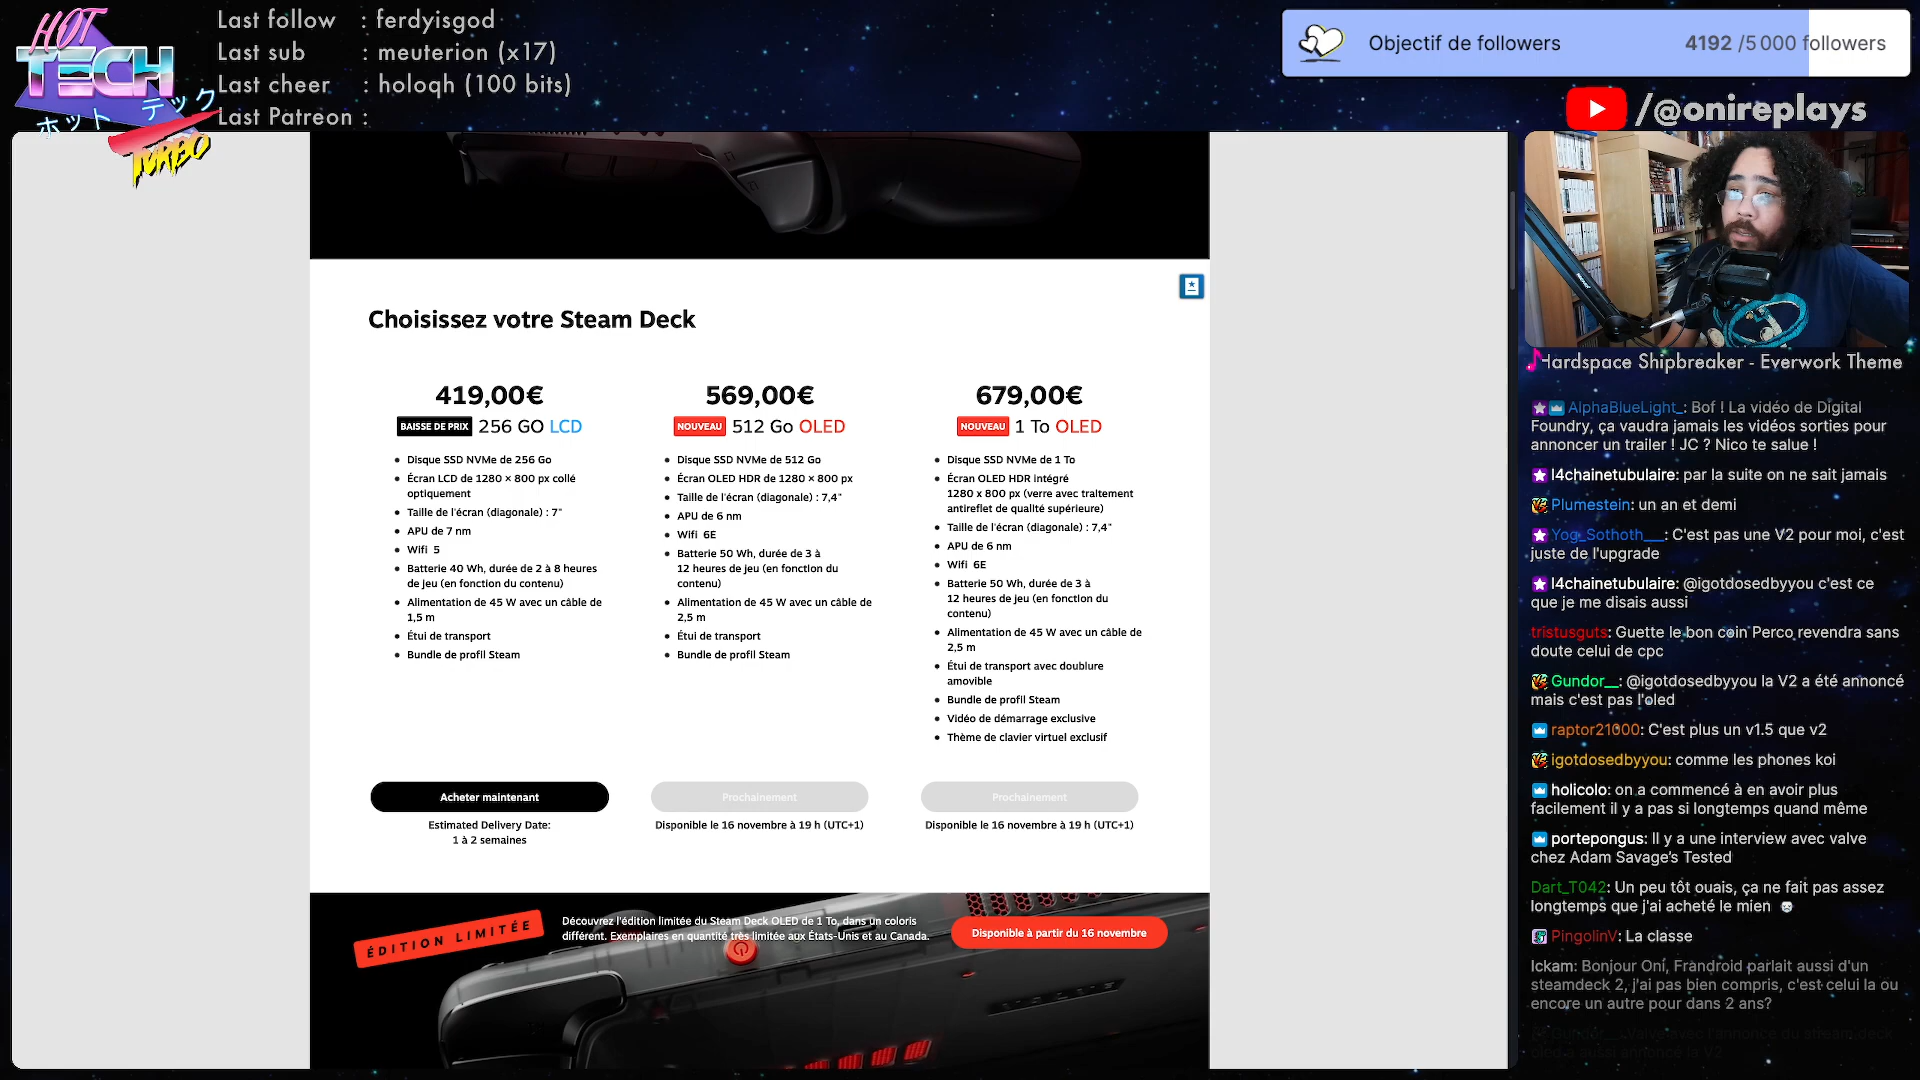 HOT
TECH
ホット テック
TURBO
Last follow : ferdyisgod
Last sub : meuterion (x17)
Last cheer : holoqh (100 bits)
Last Patreon :
Objectif de followers 4192 /5 000 followers
/@onireplays
Choisissez votre Steam Deck
419,00€
BAISSE DE PRIX 256 GO LCD
Disque SSD NVMe de 256 Go
Écran LCD de 1280 × 800 px collé
optiquement
Taille de l'écran (diagonale) : 7"
APU de 7 nm
Wifi 5
Batterie 40 Wh, durée de 2 à 8 heures
de jeu (en fonction du contenu)
Alimentation de 45 W avec un câble de
1,5 m
Étui de transport
Bundle de profil Steam
Acheter maintenant
Estimated Delivery Date:
1 à 2 semaines
569,00€
NOUVEAU 512 Go OLED
Disque SSD NVMe de 512 Go
Écran OLED HDR de 1280 × 800 px
Taille de l'écran (diagonale) : 7,4"
APU de 6 nm
Wifi 6E
Batterie 50 Wh, durée de 3 à
12 heures de jeu (en fonction du
contenu)
Alimentation de 45 W avec un câble de
2,5 m
Étui de transport
Bundle de profil Steam
Prochainement
Disponible le 16 novembre à 19 h (UTC+1)
679,00€
NOUVEAU 1 To OLED
Disque SSD NVMe de 1 To
Écran OLED HDR intégré
1280 x 800 px (verre avec traitement
antireflet de qualité supérieure)
Taille de l'écran (diagonale) : 7,4"
APU de 6 nm
Wifi 6E
Batterie 50 Wh, durée de 3 à
12 heures de jeu (en fonction du
contenu)
Alimentation de 45 W avec un câble de
2,5 m
Étui de transport avec doublure
amovible
Bundle de profil Steam
Vidéo de démarrage exclusive
Thème de clavier virtuel exclusif
Prochainement
Disponible le 16 novembre à 19 h (UTC+1)
ÉDITION LIMITÉE
Découvrez l'édition limitée du Steam Deck OLED de 1 To, dans un coloris
différent. Exemplaires en quantité très limitée aux États-Unis et au Canada.
Disponible à partir du 16 novembre
Hardspace Shipbreaker - Everwork Theme
AlphaBlueLight_: Bof ! La vidéo de Digital
Foundry, ça vaudra jamais les vidéos sorties pour
annoncer un trailer ! JC ? Nico te salue !
l4chainetubulaire: par la suite on ne sait jamais
Plumestein: un an et demi
Yog_Sothoth___: C'est pas une V2 pour moi, c'est
juste de l'upgrade
l4chainetubulaire: @igotdosedbyyou c'est ce
que je me disais aussi
tristusguts: Guette le bon coin Perco revendra sans
doute celui de cpc
Gundor__: @igotdosedbyyou la V2 a été annoncé
mais c'est pas l'oled
raptor21000: C'est plus un v1.5 que v2
igotdosedbyyou: comme les phones koi
holicolo: on a commencé à en avoir plus
facilement il y a pas si longtemps quand même
portepongus: Il y a une interview avec valve
chez Adam Savage's Tested
Dart_T042: Un peu tôt ouais, ça ne fait pas assez
longtemps que j'ai acheté le mien
PingolinV: La classe
Ickam: Bonjour Oni, Frandroid parlait aussi d'un
steamdeck 2, j'ai pas bien compris, c'est celui la ou
encore un autre pour dans 2 ans?
Gundor__: Valve avec l'annonce du steam deck
oled a aussi annoncé la V2